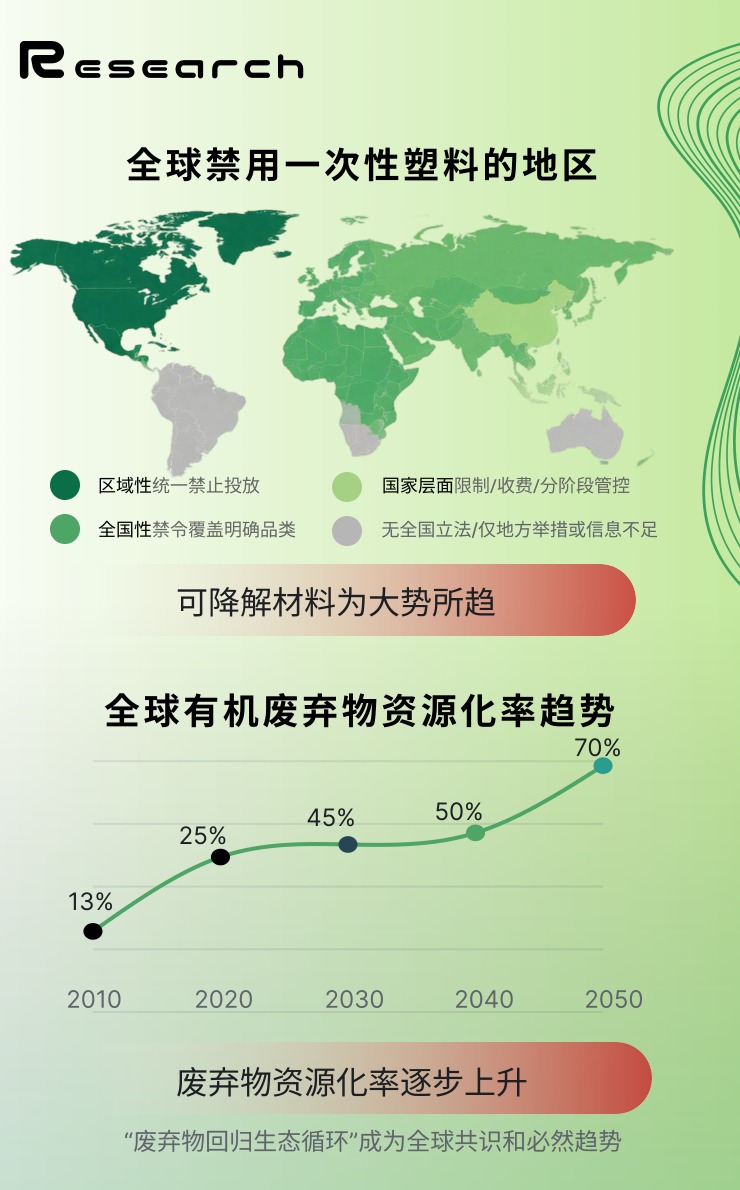 Research
全球禁用一次性塑料的地区
区域性统一禁止投放
国家层面限制/收费/分阶段管控
全国性禁令覆盖明确品类
无全国立法/仅地方举措或信息不足
可降解材料为大势所趋
全球有机废弃物资源化率趋势
70%
50%
45%
25%
13%
2010 2020 2030 2040 2050
废弃物资源化率逐步上升
“废弃物回归生态循环”成为全球共识和必然趋势